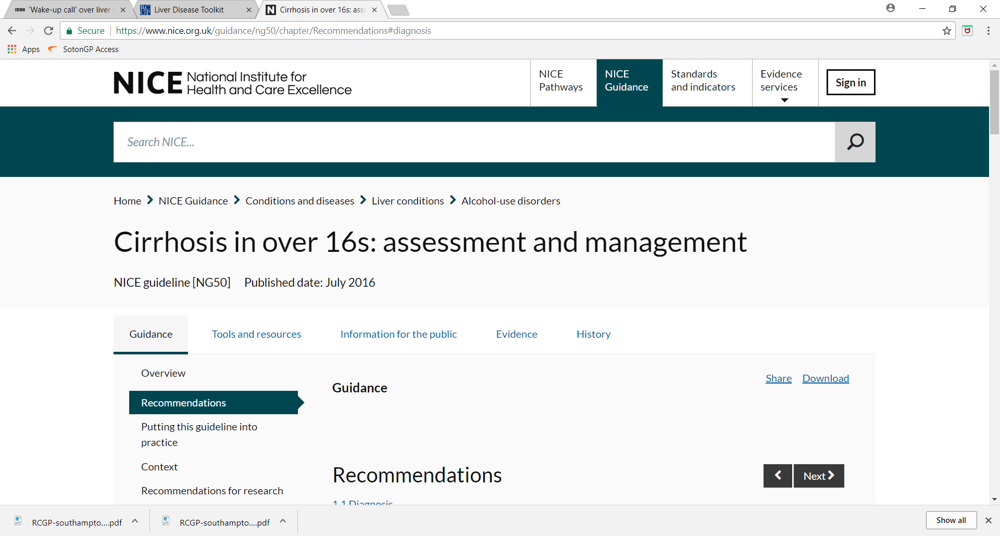 'Wake-up call' over liver
Liver Disease Toolkit
Cirrhosis in over 16s: ass
Secure
https://www.nice.org.uk/guidance/ng50/chapter/Recommendations#diagnosis
Apps
SotonGP Access
NICE National Institute for
Health and Care Excellence
NICE
Pathways
NICE
Guidance
Standards
and indicators
Evidence
services
Sign in
Search NICE...
Home
NICE Guidance
Conditions and diseases
Liver conditions
Alcohol-use disorders
Cirrhosis in over 16s: assessment and management
NICE guideline [NG50]
Published date: July 2016
Guidance
Tools and resources
Information for the public
Evidence
History
Overview
Recommendations
Putting this guideline into
practice
Context
Recommendations for research
Share
Download
Guidance
Recommendations
Next
1.1 Diagnosis
RCGP-southampto....pdf
RCGP-southampto....pdf
Show all